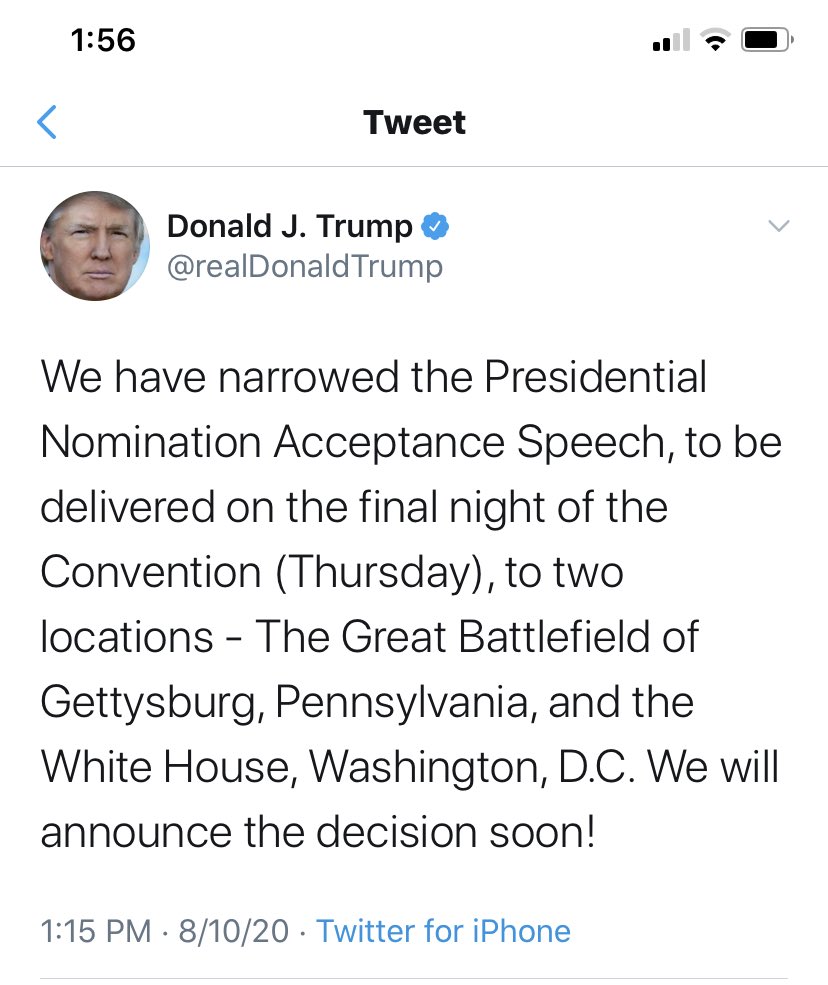 1:56
Tweet
Donald J. Trump
@realDonaldTrump
We have narrowed the Presidential
Nomination Acceptance Speech, to be
delivered on the final night of the
Convention (Thursday), to two
locations - The Great Battlefield of
Gettysburg, Pennsylvania, and the
White House, Washington, D.C. We will
announce the decision soon!
1:15 PM · 8/10/20 · Twitter for iPhone